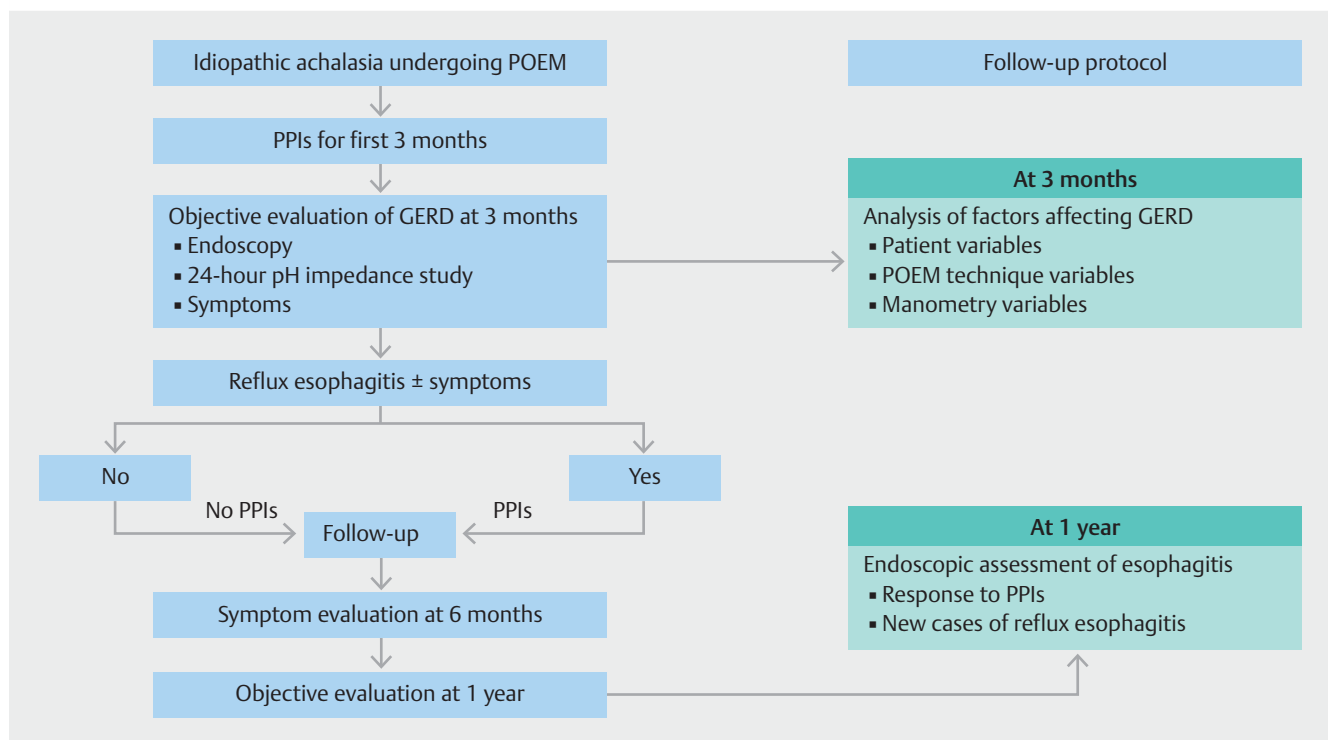 Idiopathic achalasia undergoing POEM
Follow-up protocol
PPIs for first 3 months
Objective evaluation of GERD at 3 months
▪ Endoscopy
▪ 24-hour pH impedance study
▪ Symptoms
At 3 months
Analysis of factors affecting GERD
▪ Patient variables
▪ POEM technique variables
▪ Manometry variables
Reflux esophagitis ± symptoms
No
Yes
No PPIs
PPIs
Follow-up
Symptom evaluation at 6 months
Objective evaluation at 1 year
At 1 year
Endoscopic assessment of esophagitis
▪ Response to PPIs
▪ New cases of reflux esophagitis